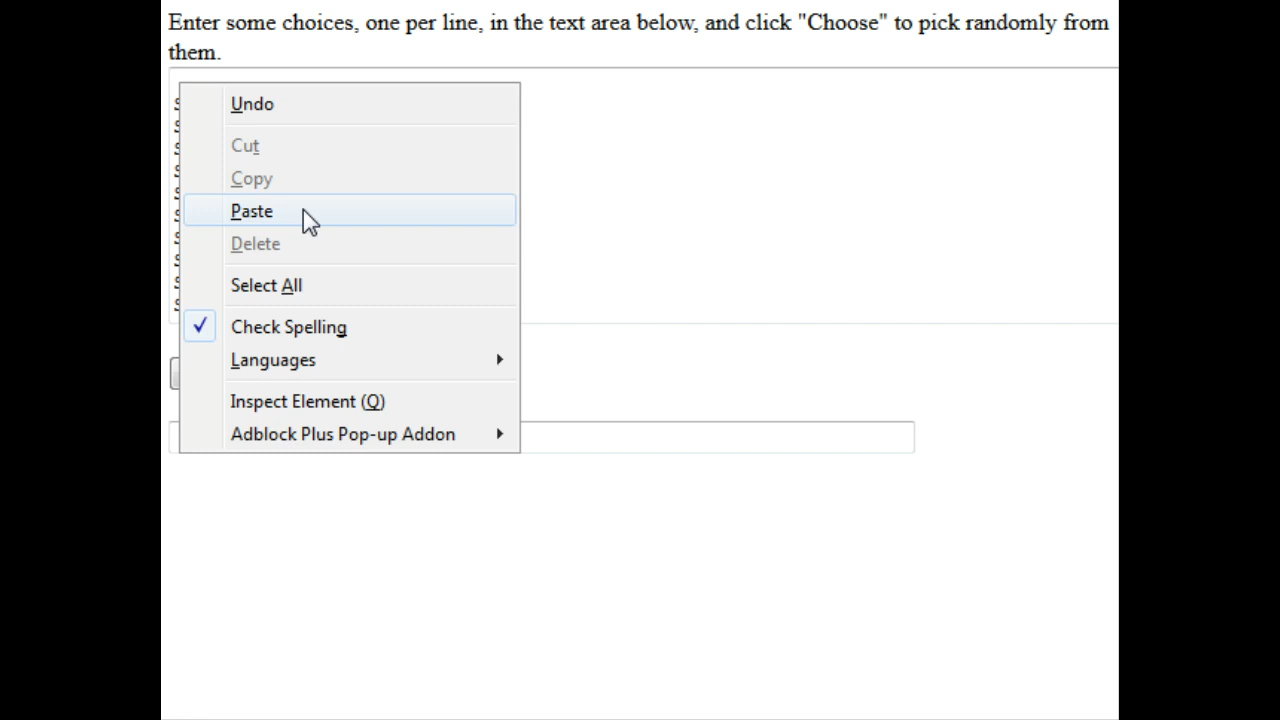 Enter some choices, one per line, in the text area below, and click "Choose" to pick randomly from
them.
Undo
Cut
Copy
Paste
Delete
Select All
Check Spelling
Languages
Inspect Element (Q)
Adblock Plus Pop-up Addon